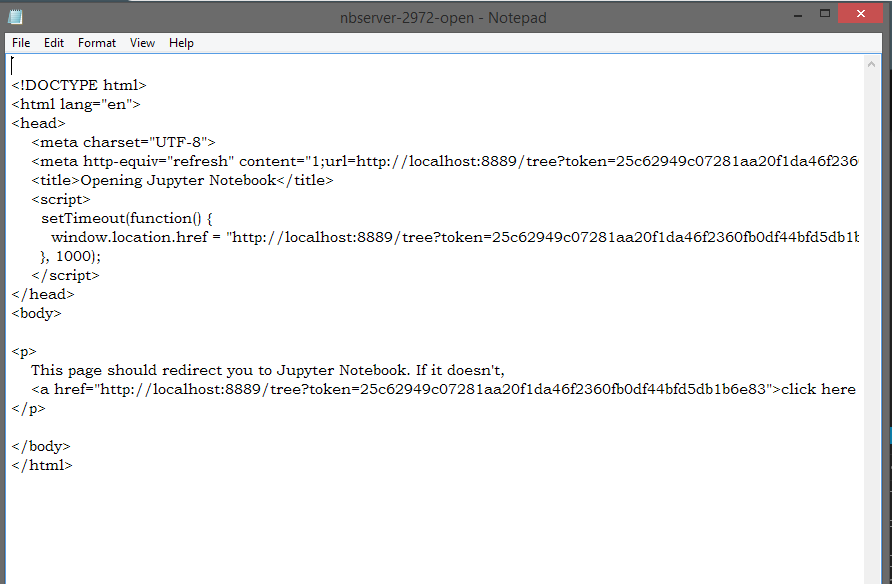 nbserver-2972-open - Notepad
File Edit Format View Help
<!DOCTYPE html>
<html lang="en">
<head>
    <meta charset="UTF-8">
    <meta http-equiv="refresh" content="1;url=http://localhost:8889/tree?token=25c62949c07281aa20f1da46f236
    <title>Opening Jupyter Notebook</title>
    <script>
      setTimeout(function() {
        window.location.href = "http://localhost:8889/tree?token=25c62949c07281aa20f1da46f2360fb0df44bfd5db1b
      }, 1000);
    </script>
</head>
<body>
<p>
    This page should redirect you to Jupyter Notebook. If it doesn't,
    <a href="http://localhost:8889/tree?token=25c62949c07281aa20f1da46f2360fb0df44bfd5db1b6e83">click here
</p>
</body>
</html>